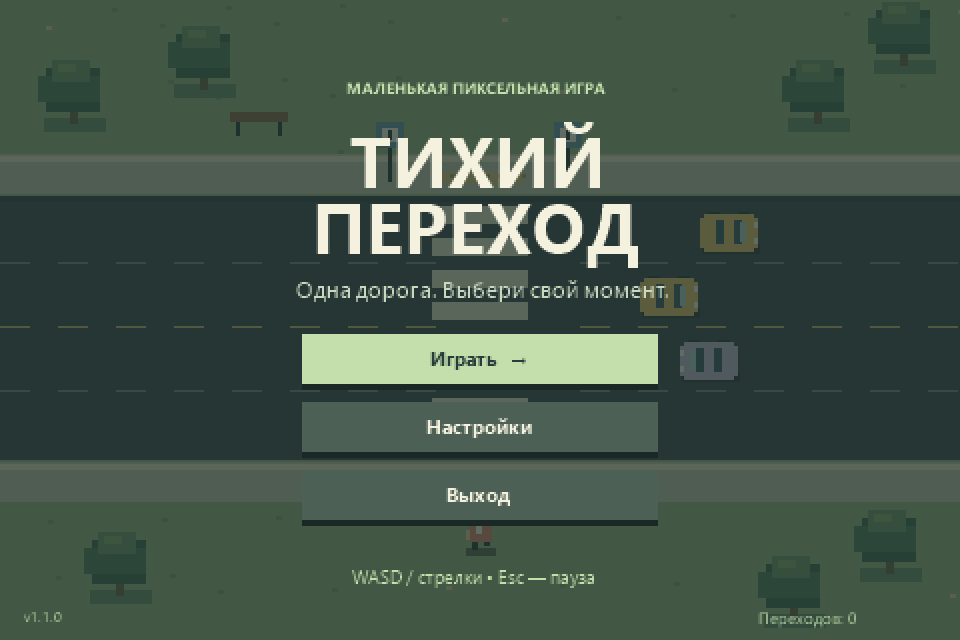 МАЛЕНЬКАЯ ПИКСЕЛЬНАЯ ИГРА
ТИХИЙ
ПЕРЕХОД
Одна дорога. Выбери свой момент.
Играть →
Настройки
Выход
WASD / стрелки • Esc — пауза
v1.1.0
Переходов: 0